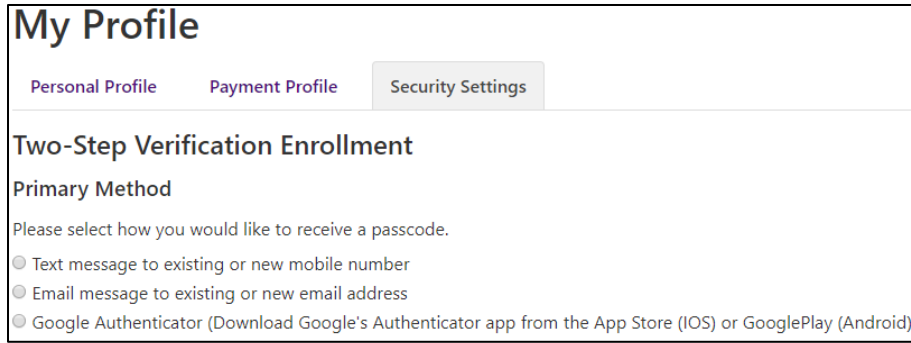 My Profile
Personal Profile Payment Profile Security Settings
Two-Step Verification Enrollment
Primary Method
Please select how you would like to receive a passcode.
Text message to existing or new mobile number
Email message to existing or new email address
Google Authenticator (Download Google's Authenticator app from the App Store (IOS) or GooglePlay (Android)